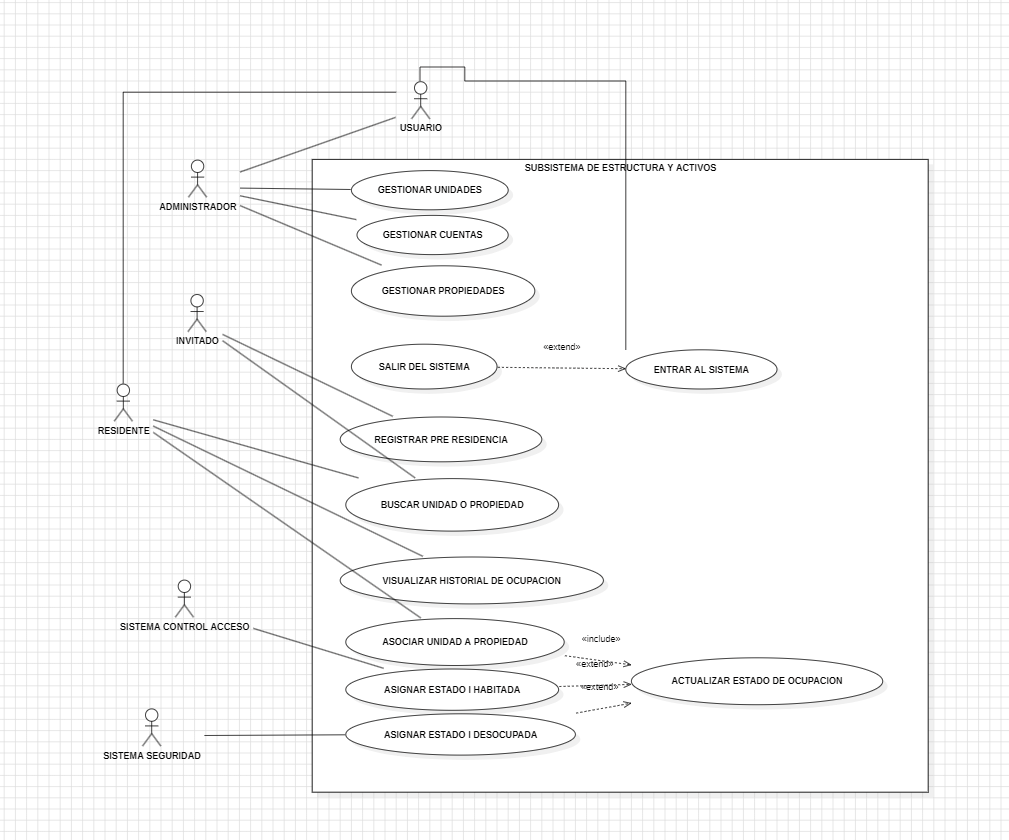 USUARIO
SUBSISTEMA DE ESTRUCTURA Y ACTIVOS
GESTIONAR UNIDADES
ADMINISTRADOR
GESTIONAR CUENTAS
GESTIONAR PROPIEDADES
INVITADO
«extend»
SALIR DEL SISTEMA
ENTRAR AL SISTEMA
RESIDENTE
REGISTRAR PRE RESIDENCIA
BUSCAR UNIDAD O PROPIEDAD
VISUALIZAR HISTORIAL DE OCUPACION
SISTEMA CONTROL ACCESO
ASOCIAR UNIDAD A PROPIEDAD
«include»
«extend»
ACTUALIZAR ESTADO DE OCUPACION
«extend»
ASIGNAR ESTADO I HABITADA
ASIGNAR ESTADO I DESOCUPADA
SISTEMA SEGURIDAD